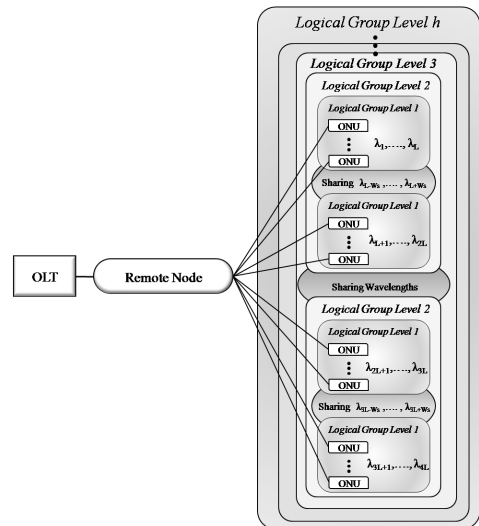 Logical Group Level h
Logical Group Level 3
Logical Group Level 2
Logical Group Level 1
ONU
λ1,....,λL
ONU
Sharing λL-Ws,....,λL+Ws
Logical Group Level 1
ONU
λL+1,....,λ2L
ONU
OLT
Remote Node
Sharing Wavelengths
Logical Group Level 2
Logical Group Level 1
ONU
λ2L+1,....,λ3L
ONU
Sharing λ3L-Ws,....,λ3L+Ws
Logical Group Level 1
ONU
λ3L+1,....,λ4L
ONU